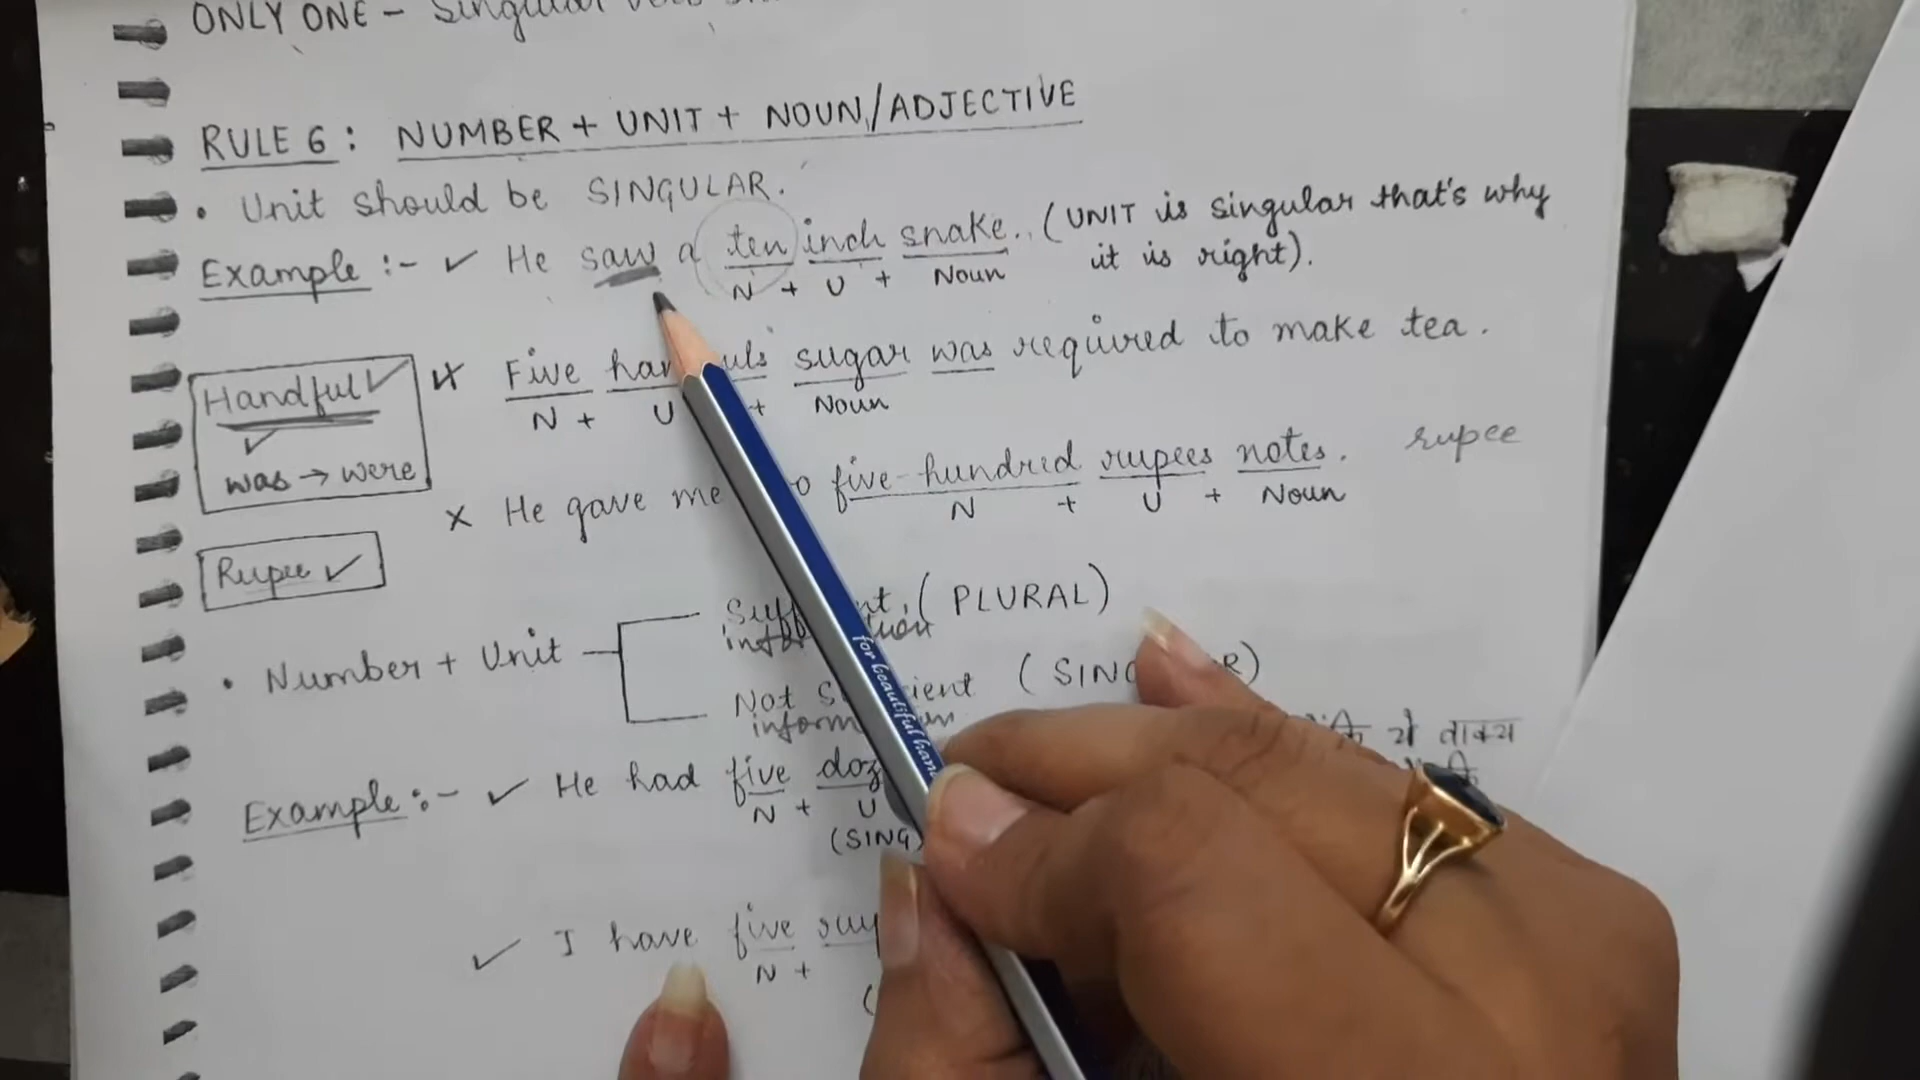 ONLY ONE - Singular
RULE 6 : NUMBER + UNIT + NOUN/ADJECTIVE
• Unit should be SINGULAR.
Example :- ✓ He saw a ten inch snake. (UNIT is singular that's why
it is right).
N + U + Noun
Handful ✓
✓
was → were
x Five sugar was required to make tea.
N + U + Noun
x He gave me five-hundred rupees notes. rupee
N + U + Noun
Rupee ✓
• Number + Unit
(PLURAL)
Not
Example :- ✓ He had five
N + U
(SING
✓ I have five
N +
for beautiful